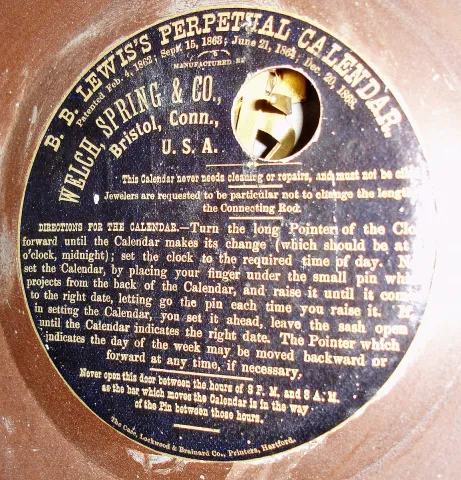 B. B. LEWIS'S PERPETUAL CALENDAR.
Patented Feb. 4, 1862; Sept. 15, 1863; June 21, 1864; Dec. 20, 1868.
MANUFACTURED BY
WELCH, SPRING & CO.,
Bristol, Conn.,
U. S. A.
This Calendar never needs cleaning or repairs, and must not be
Jewelers are requested to be particular not to change the
the Connecting Rod.
DIRECTIONS FOR THE CALENDAR.—Turn the long Pointer of the
forward until the Calendar makes its change (which should be at
o'clock, midnight); set the clock to the required time of day.
set the Calendar, by placing your finger under the small pin
projects from the back of the Calendar, and raise it until it
to the right date, letting go the pin each time you raise it.
in setting the Calendar, you set it ahead, leave the sash open
until the Calendar indicates the right date. The Pointer which
indicates the day of the week may be moved backward or
forward at any time, if necessary.
Never open this door between the hours of 8 P. M. and 8 A. M.
as the bar which moves the Calendar is in the way
of the Pin between those hours.
The Case, Lockwood & Brainard Co., Printers, Hartford.